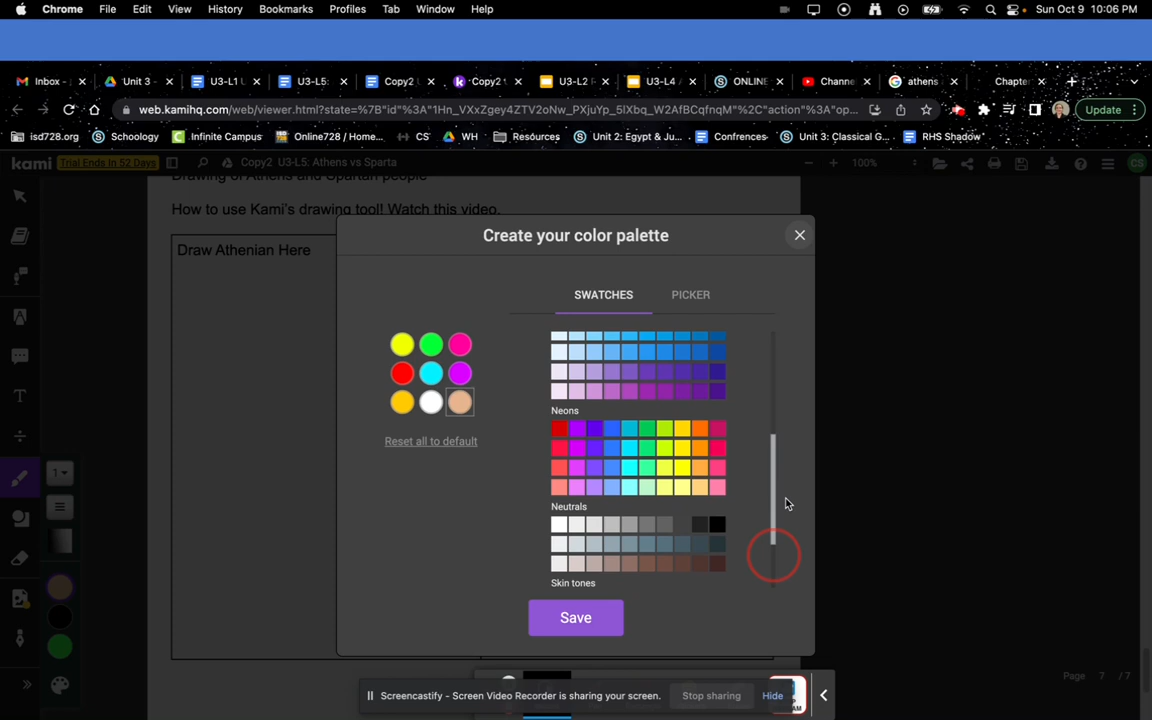 Chrome File Edit View History Bookmarks Profiles Tab Window Help Sun Oct 9 10:06 PM
Inbox - Unit 3 - U3-L1 U U3-L5: Copy2 Copy2 U3-L2 F U3-L4 / ONLINE Channe Google athens Chapte
web.kamihq.com/web/viewer.html?state=%7B"id"%3A"1Hn_VXxZgey4ZTV2oNw_PXjuYp_5lXbq_W2AfBCqfnqM"%2C"action"%3A"op... Update
isd728.org Schoology Infinite Campus Online728 / Home... CS WH Resources Unit 2: Egypt & Ju... Confrences Unit 3: Classical G... RHS Shadow
kami Trial Ends In 52 Days Copy2 U3-L5: Athens vs Sparta 100% CS
Drawing of Athens and Spartan people
How to use Kami's drawing tool! Watch this video.
Draw Athenian Here
Create your color palette
SWATCHES PICKER
Neons
Reset all to default
1
Neutrals
Skin tones
Save
Page 7 / 7
Screencastify - Screen Video Recorder is sharing your screen. Stop sharing Hide